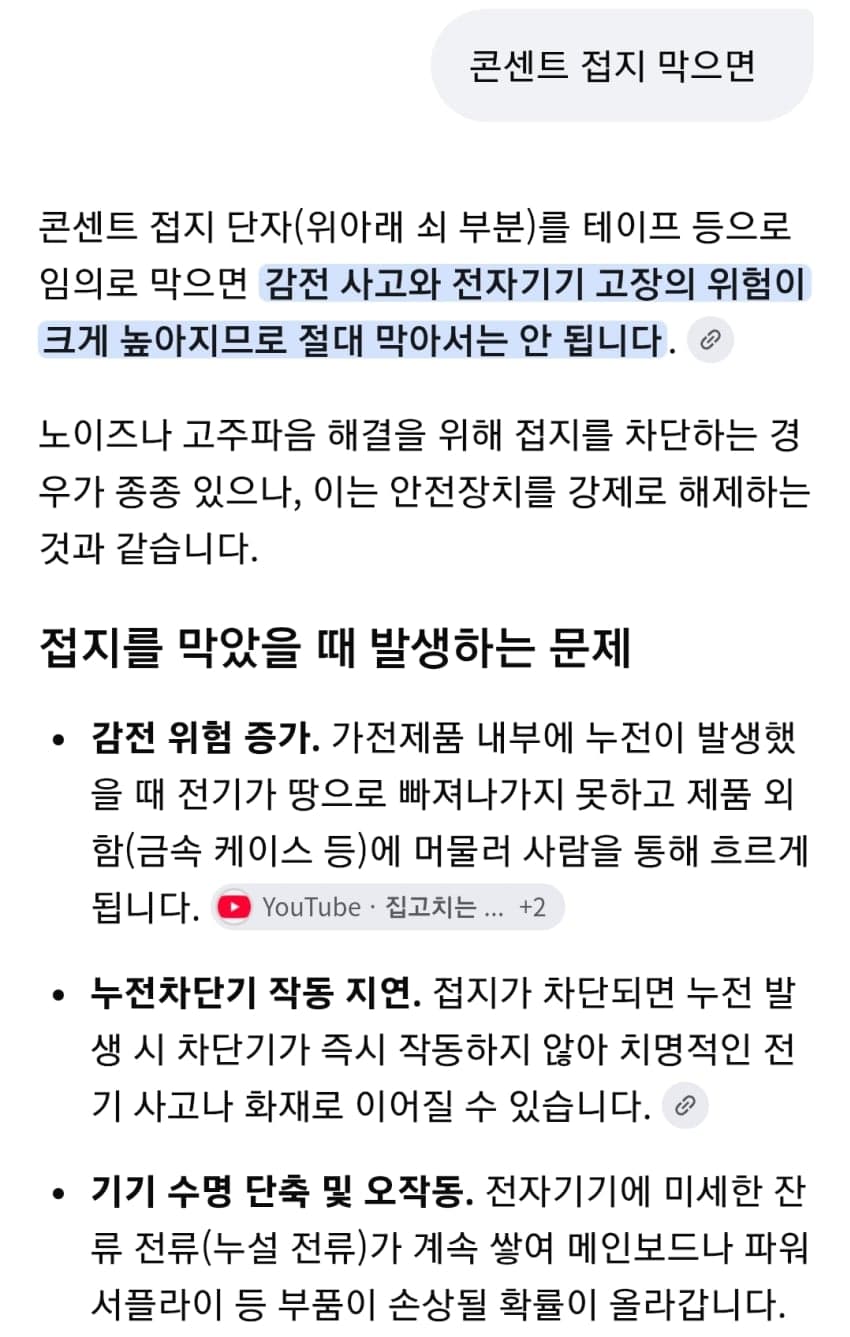 콘센트 접지 막으면
콘센트 접지 단자(위아래 쇠 부분)를 테이프 등으로
임의로 막으면 감전 사고와 전자기기 고장의 위험이
크게 높아지므로 절대 막아서는 안 됩니다.
노이즈나 고주파음 해결을 위해 접지를 차단하는 경
우가 종종 있으나, 이는 안전장치를 강제로 해제하는
것과 같습니다.
접지를 막았을 때 발생하는 문제
• 감전 위험 증가. 가전제품 내부에 누전이 발생했
을 때 전기가 땅으로 빠져나가지 못하고 제품 외
함(금속 케이스 등)에 머물러 사람을 통해 흐르게
됩니다. YouTube · 집고치는 ... +2
• 누전차단기 작동 지연. 접지가 차단되면 누전 발
생 시 차단기가 즉시 작동하지 않아 치명적인 전
기 사고나 화재로 이어질 수 있습니다.
• 기기 수명 단축 및 오작동. 전자기기에 미세한 잔
류 전류(누설 전류)가 계속 쌓여 메인보드나 파워
서플라이 등 부품이 손상될 확률이 올라갑니다.